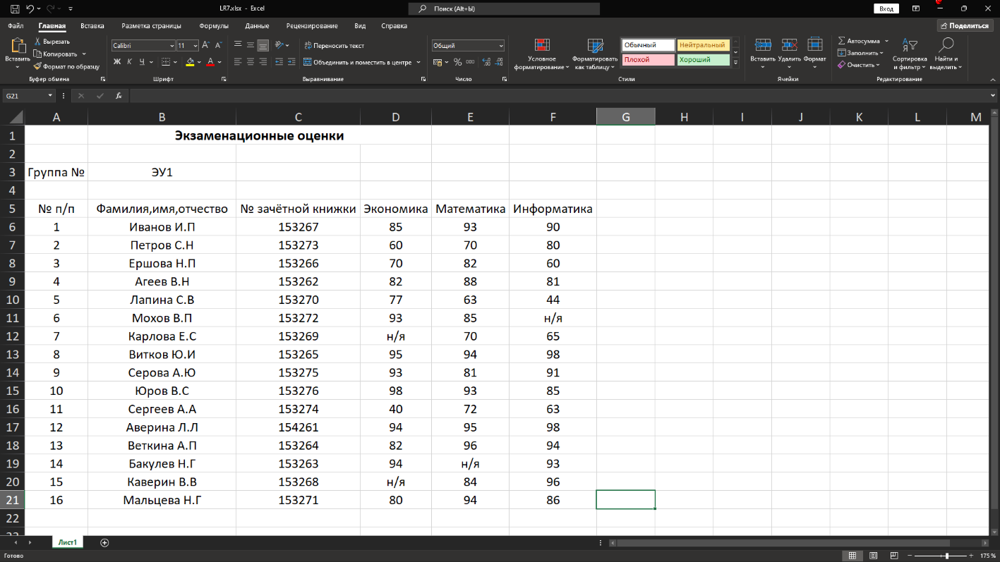 LR7.xlsx - Excel
Поиск (Alt+Ы)
Вход
Файл Главная Вставка Разметка страницы Формулы Данные Рецензирование Вид Справка Поделиться
Вставить
Вырезать
Копировать
Формат по образцу
Буфер обмена
Calibri 11
Ж К Ч
Шрифт
Переносить текст
Объединить и поместить в центре
Выравнивание
Общий
% 000
Число
Условное форматирование
Форматировать как таблицу
Обычный Нейтральный
Плохой Хороший
Стили
Вставить Удалить Формат
Ячейки
Автосумма
Заполнить
Очистить
Сортировка и фильтр
Найти и выделить
Редактирование
G21 fx
A B C D E F G H I J K L M
1 Экзаменационные оценки
2
3 Группа № ЭУ1
4
5 № п/п Фамилия,имя,отчество № зачётной книжки Экономика Математика Информатика
6 1 Иванов И.П 153267 85 93 90
7 2 Петров С.Н 153273 60 70 80
8 3 Ершова Н.П 153266 70 82 60
9 4 Агеев В.Н 153262 82 88 81
10 5 Лапина С.В 153270 77 63 44
11 6 Мохов В.П 153272 93 85 н/я
12 7 Карлова Е.С 153269 н/я 70 65
13 8 Витков Ю.И 153265 95 94 98
14 9 Серова А.Ю 153275 93 81 91
15 10 Юров В.С 153276 98 93 85
16 11 Сергеев А.А 153274 40 72 63
17 12 Аверина Л.Л 154261 94 95 98
18 13 Веткина А.П 153264 82 96 94
19 14 Бакулев Н.Г 153263 94 н/я 93
20 15 Каверин В.В 153268 н/я 84 96
21 16 Мальцева Н.Г 153271 80 94 86
22
Лист1
Готово
175 %